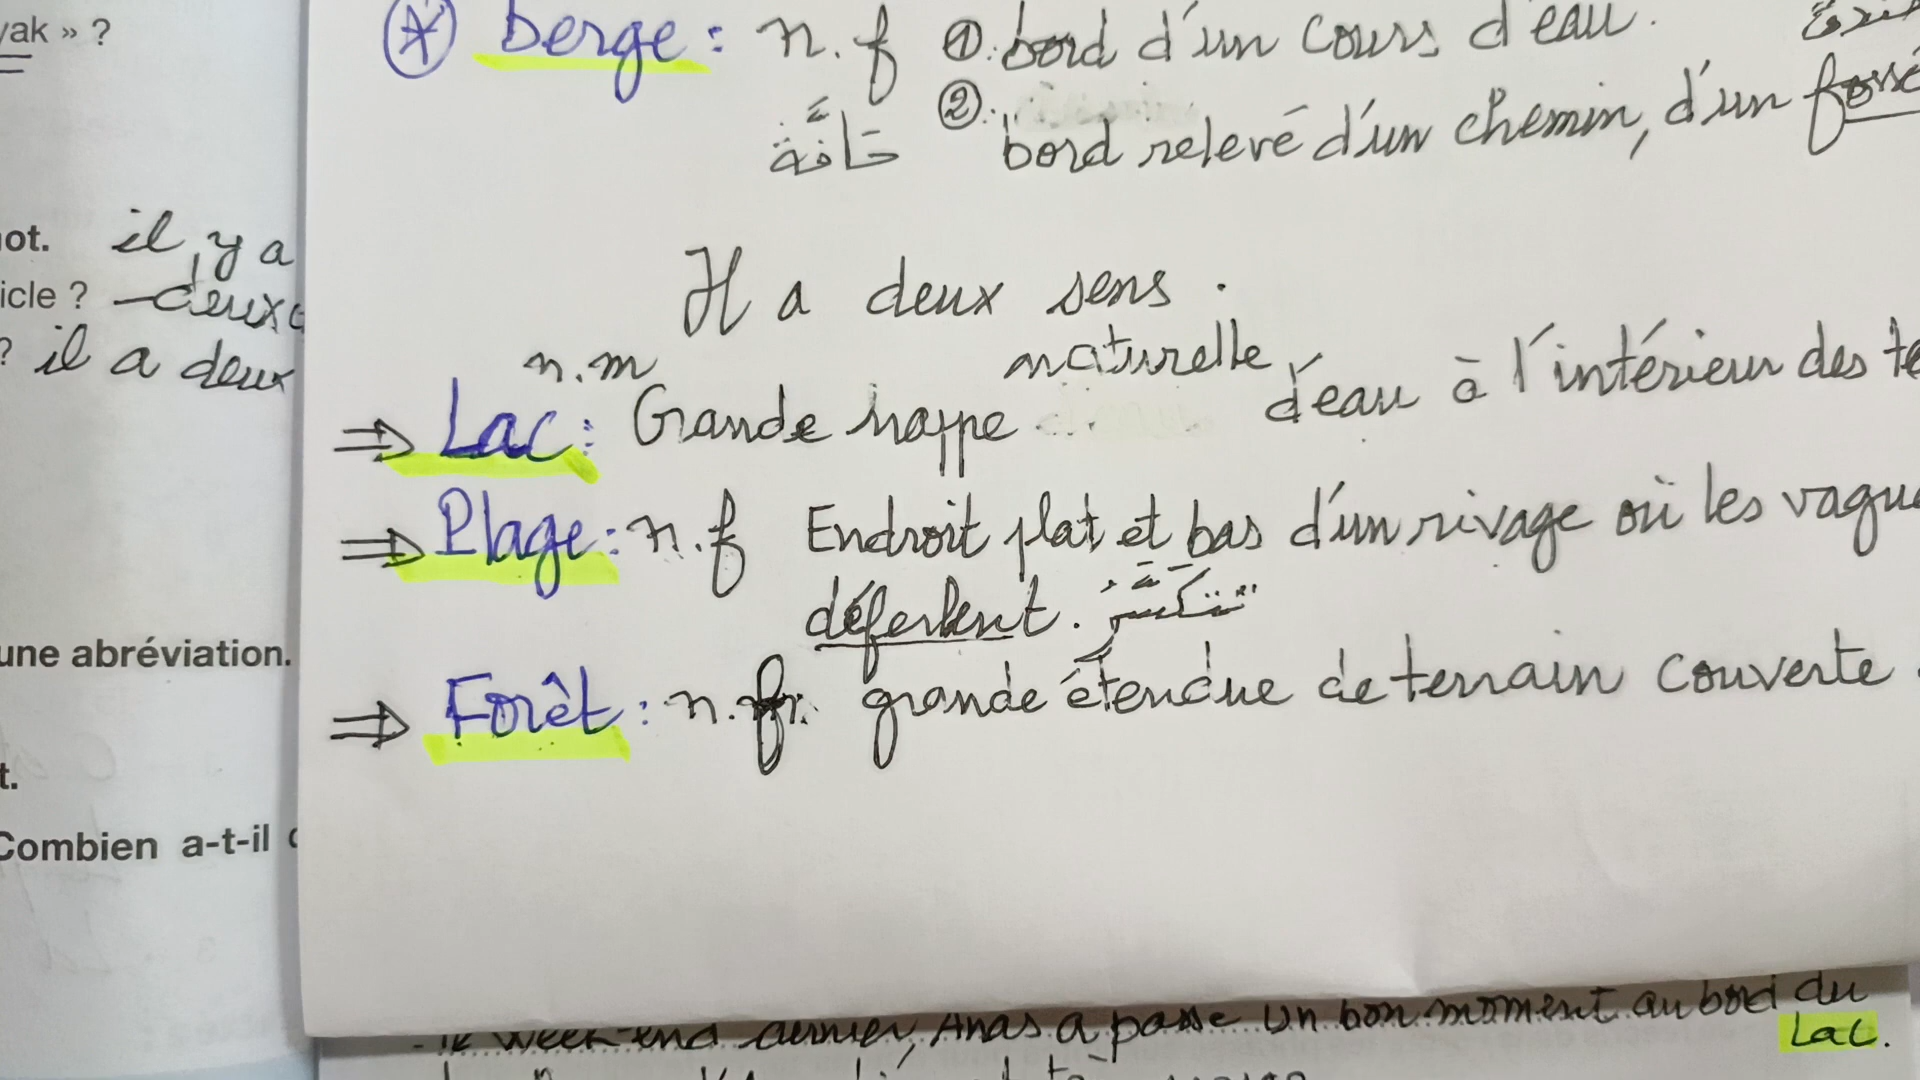 yak » ?
Berge : n.f ①. bord d'un cours d'eau.
②. bord relevé d'un chemin, d'un fossé
حَافَّة
il y a
icle ? - deux
? il a deux
Il a deux sens.
Lac : n.m Grande nappe naturelle d'eau à l'intérieur des te
Plage : n.f Endroit plat et bas d'un rivage où les vague
déferlent. تتكسَّر
Forêt : n.f grande étendue de terrain couverte
une abréviation.
t.
Combien a-t-il
le week-end dernier, Anas a passé un bon moment au bord du
Lac.